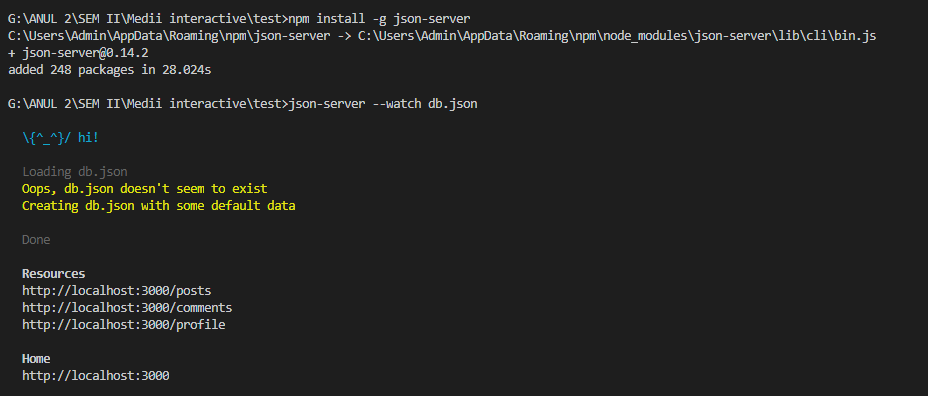 G:\ANUL 2\SEM II\Medii interactive\test>npm install -g json-server
C:\Users\Admin\AppData\Roaming\npm\json-server -> C:\Users\Admin\AppData\Roaming\npm\node_modules\json-server\lib\cli\bin.js
+ json-server@0.14.2
added 248 packages in 28.024s
G:\ANUL 2\SEM II\Medii interactive\test>json-server --watch db.json
\{^_^}/ hi!
Loading db.json
Oops, db.json doesn't seem to exist
Creating db.json with some default data
Done
Resources
http://localhost:3000/posts
http://localhost:3000/comments
http://localhost:3000/profile
Home
http://localhost:3000